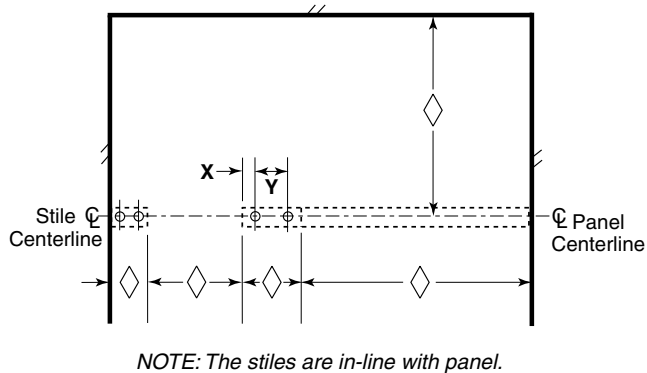 X
Y
Stile ℄
Centerline
℄ Panel
Centerline
NOTE: The stiles are in-line with panel.